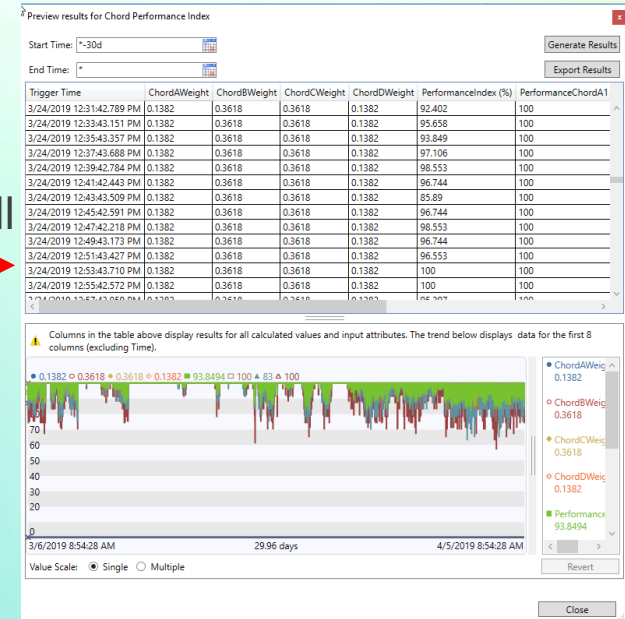 Preview results for Chord Performance Index
x
Start Time: *-30d
Generate Results
End Time: *
Export Results
Trigger Time ChordAWeight ChordBWeight ChordCWeight ChordDWeight PerformanceIndex (%) PerformanceChordA1
3/24/2019 12:31:42.789 PM 0.1382 0.3618 0.3618 0.1382 92.402 100
3/24/2019 12:33:43.151 PM 0.1382 0.3618 0.3618 0.1382 95.658 100
3/24/2019 12:35:43.357 PM 0.1382 0.3618 0.3618 0.1382 93.849 100
3/24/2019 12:37:43.688 PM 0.1382 0.3618 0.3618 0.1382 97.106 100
3/24/2019 12:39:42.784 PM 0.1382 0.3618 0.3618 0.1382 98.553 100
3/24/2019 12:41:42.443 PM 0.1382 0.3618 0.3618 0.1382 96.744 100
3/24/2019 12:43:43.509 PM 0.1382 0.3618 0.3618 0.1382 85.89 100
3/24/2019 12:45:42.591 PM 0.1382 0.3618 0.3618 0.1382 96.744 100
3/24/2019 12:47:42.218 PM 0.1382 0.3618 0.3618 0.1382 98.553 100
ll
3/24/2019 12:49:43.173 PM 0.1382 0.3618 0.3618 0.1382 96.744 100
3/24/2019 12:51:43.427 PM 0.1382 0.3618 0.3618 0.1382 96.553 100
3/24/2019 12:53:43.710 PM 0.1382 0.3618 0.3618 0.1382 100 100
3/24/2019 12:55:42.572 PM 0.1382 0.3618 0.3618 0.1382 100 100
Columns in the table above display results for all calculated values and input attributes. The trend below displays data for the first 8
columns (excluding Time).
0.1382 0.3618 0.3618 0.1382 93.8494 100 83 100
70
60
50
40
30
20
0
3/6/2019 8:54:28 AM 29.96 days 4/5/2019 8:54:28 AM
ChordAWeig
0.1382
ChordBWeig
0.3618
ChordCWeig
0.3618
ChordDWeig
0.1382
Performance
93.8494
Value Scale: Single Multiple
Revert
Close